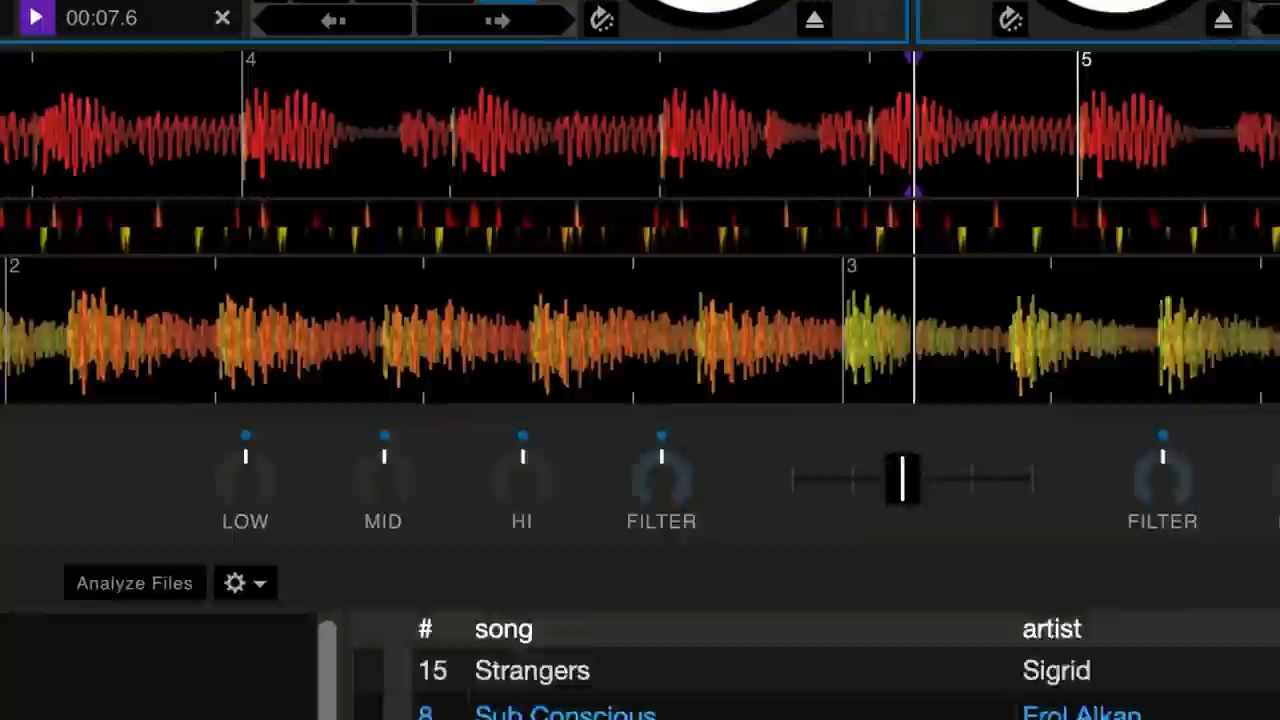 00:07.6
4
5
2
3
LOW MID HI FILTER FILTER
Analyze Files
# song artist
15 Strangers Sigrid
8 Sub Conscious Erol Alkan